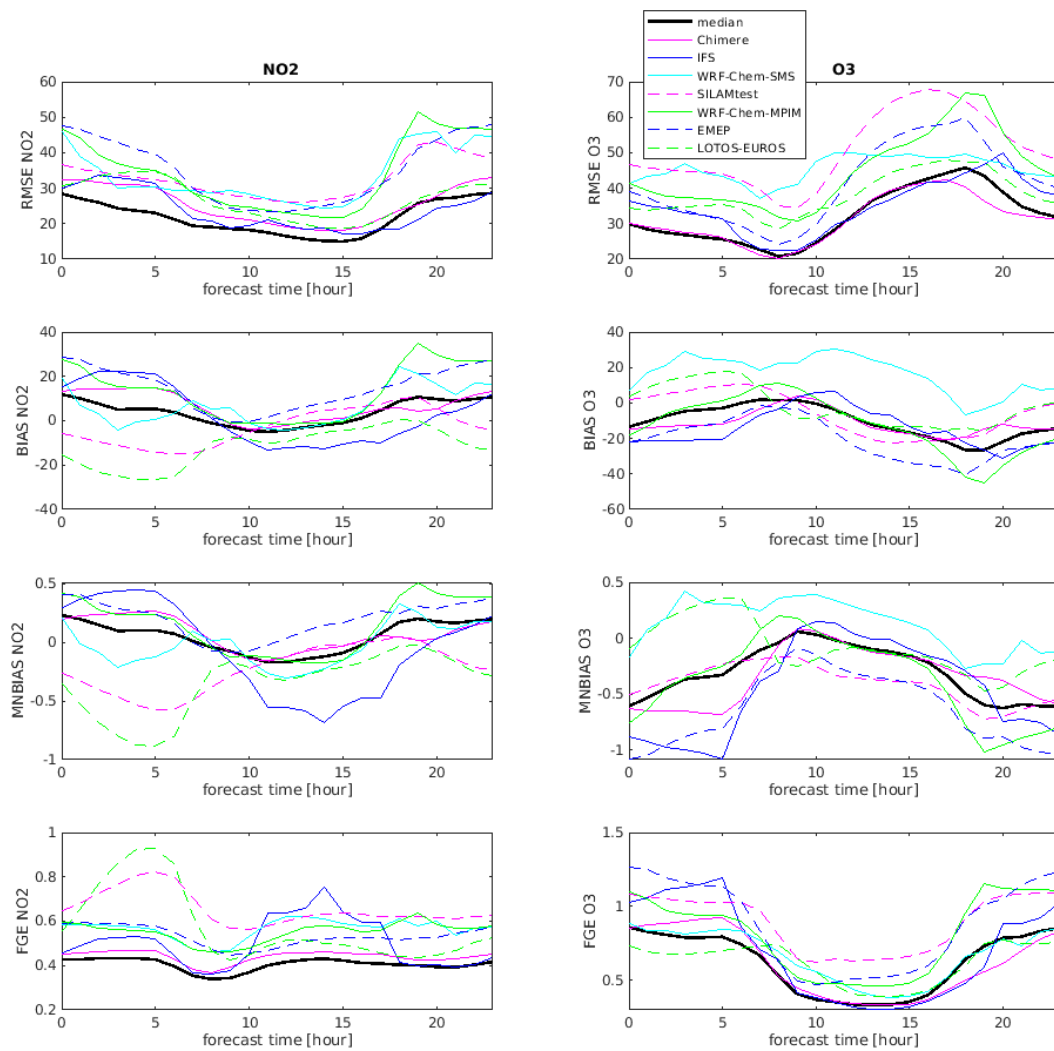 NO2
60
50
40
30
20
10
RMSE NO2
0 5 10 15 20
forecast time [hour]
O3
70
60
50
40
30
20
RMSE O3
0 5 10 15 20
forecast time [hour]
median
Chimere
IFS
WRF-Chem-SMS
SILAMtest
WRF-Chem-MPIM
EMEP
LOTOS-EUROS
40
20
0
-20
-40
BIAS NO2
0 5 10 15 20
forecast time [hour]
40
20
0
-20
-40
-60
BIAS O3
0 5 10 15 20
forecast time [hour]
0.5
0
-0.5
-1
MNBIAS NO2
0 5 10 15 20
forecast time [hour]
0.5
0
-0.5
-1
MNBIAS O3
0 5 10 15 20
forecast time [hour]
1
0.8
0.6
0.4
0.2
FGE NO2
0 5 10 15 20
forecast time [hour]
1.5
1
0.5
FGE O3
0 5 10 15 20
forecast time [hour]